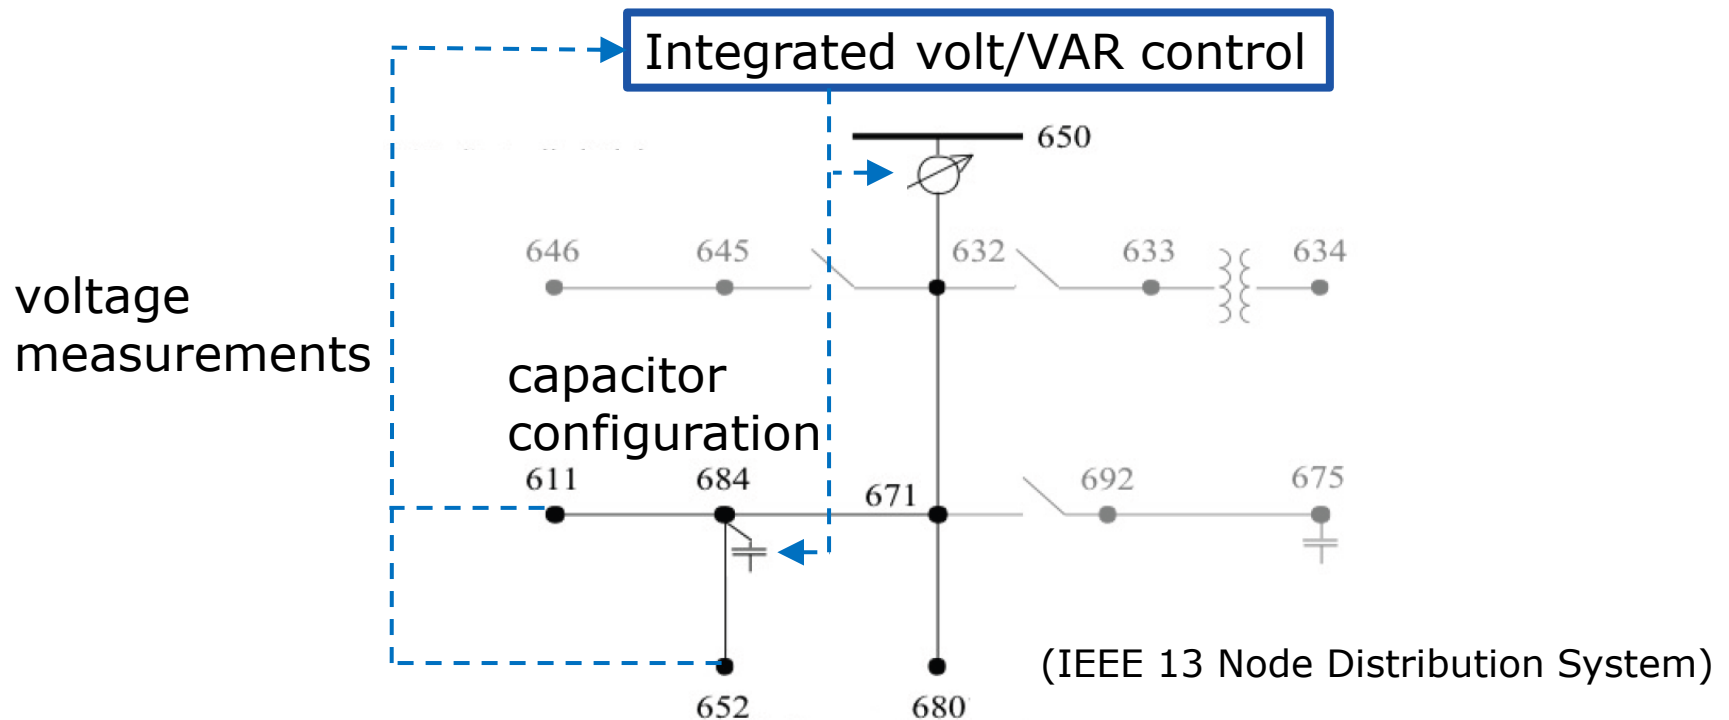 Integrated volt/VAR control
650
646
645
632
633
634
voltage
measurements
capacitor
configuration
611
684
671
692
675
(IEEE 13 Node Distribution System)
652
680